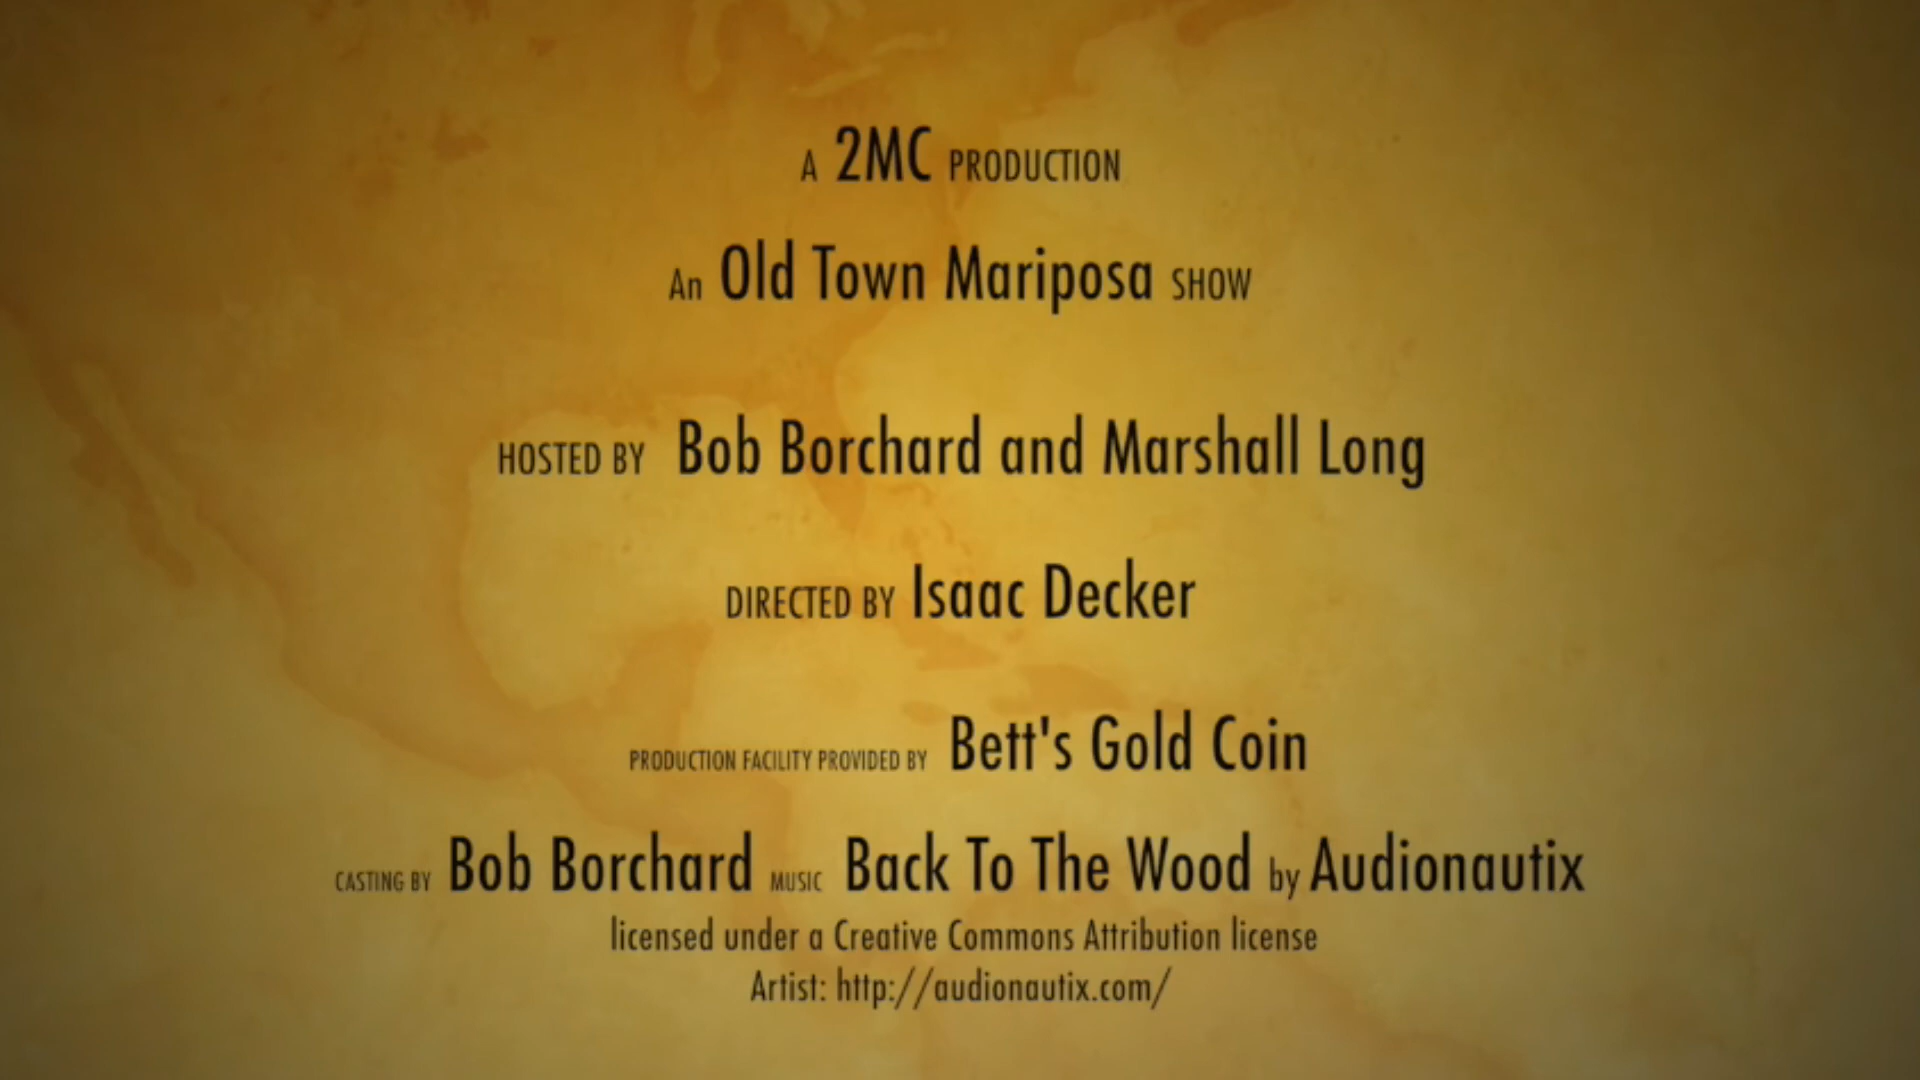 A 2MC PRODUCTION
An Old Town Mariposa SHOW
HOSTED BY Bob Borchard and Marshall Long
DIRECTED BY Isaac Decker
PRODUCTION FACILITY PROVIDED BY Bett's Gold Coin
CASTING BY Bob Borchard MUSIC Back To The Wood by Audionautix
licensed under a Creative Commons Attribution license
Artist: http://audionautix.com/